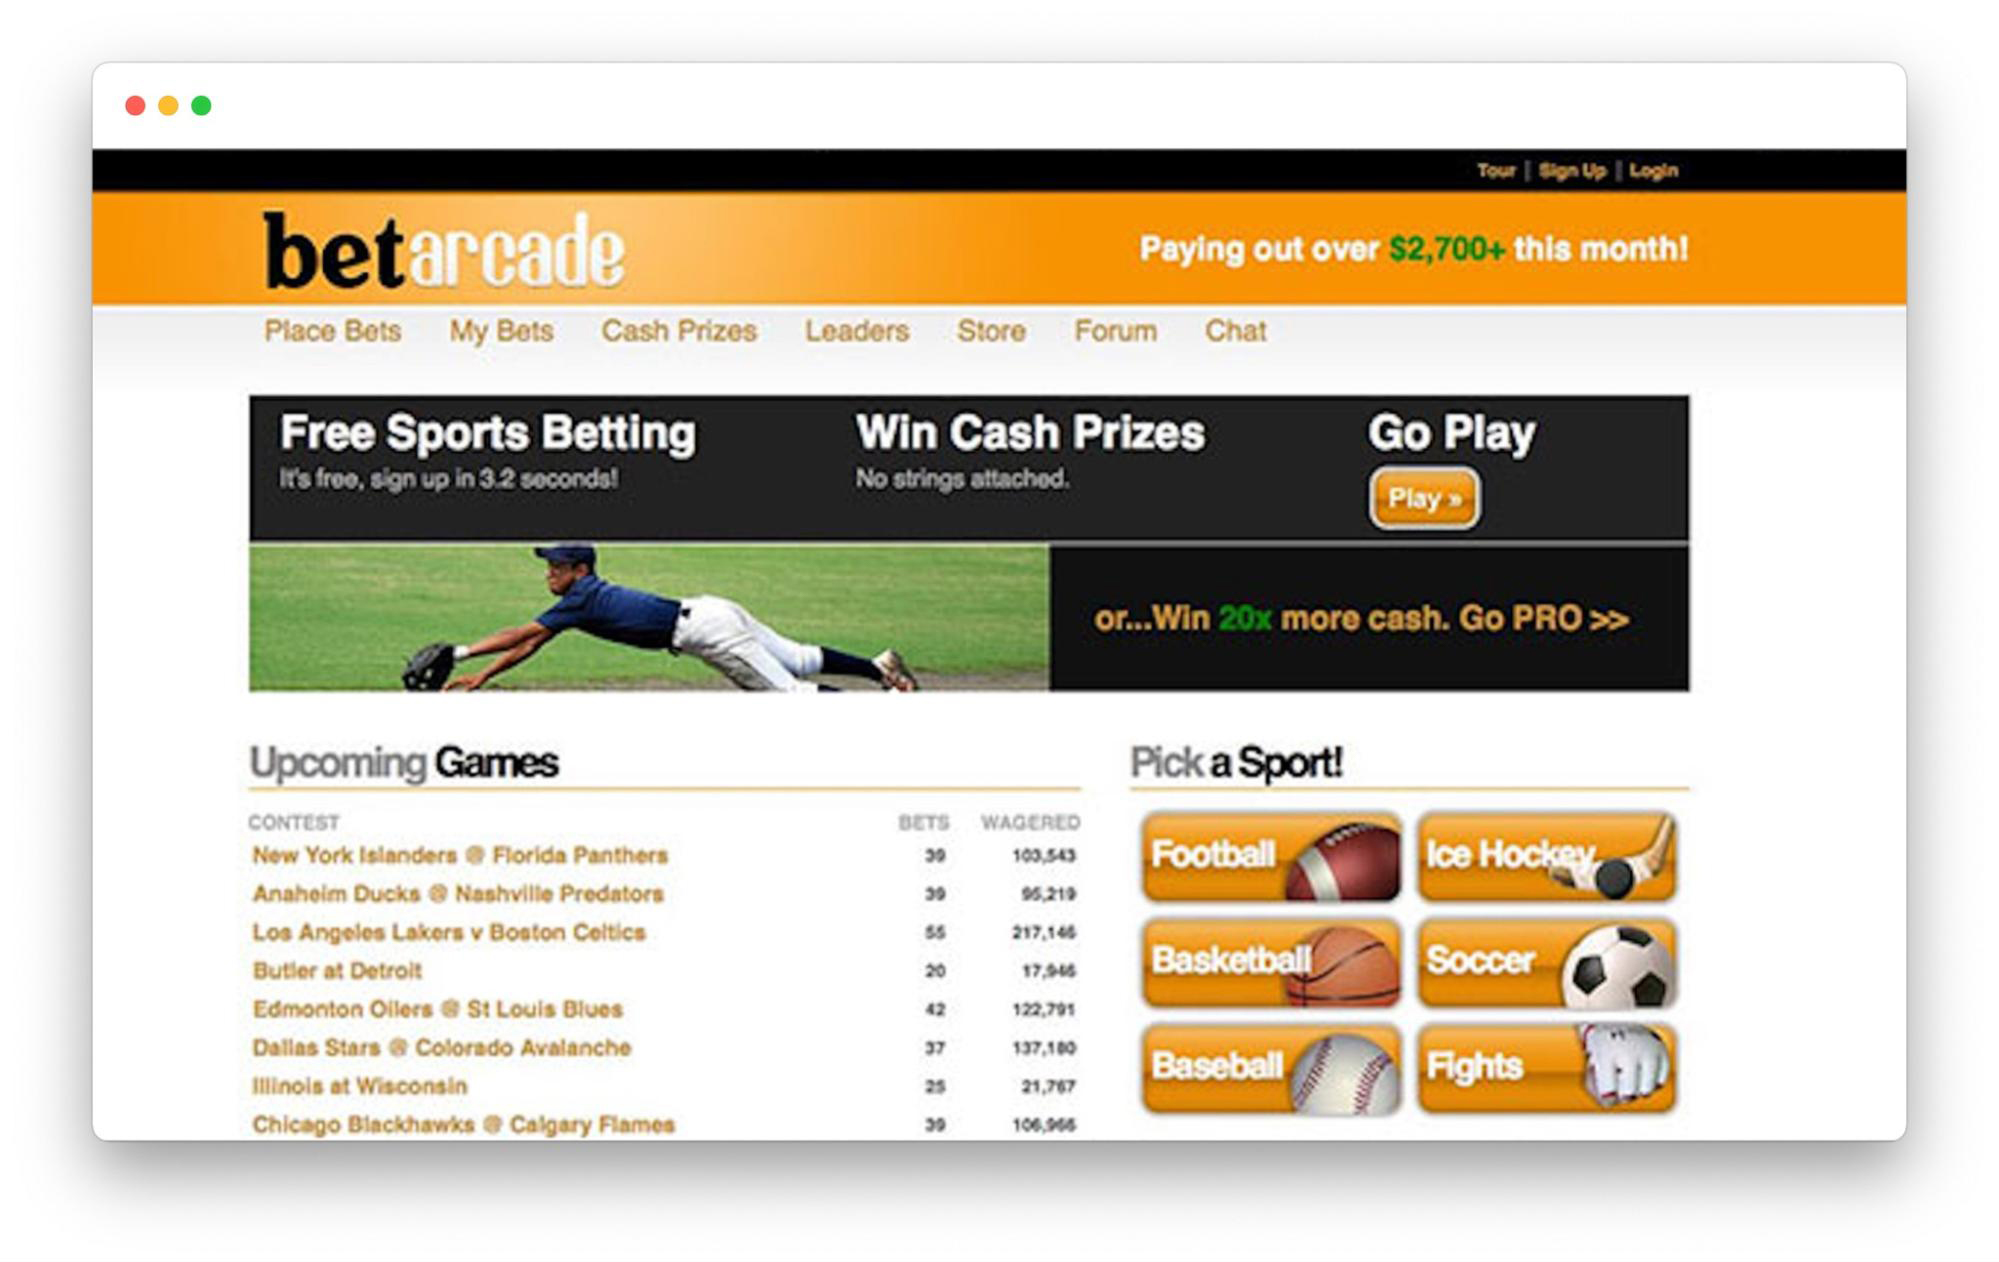 Tour | Sign Up | Login
betarcade
Paying out over $2,700+ this month!
Place Bets My Bets Cash Prizes Leaders Store Forum Chat
Free Sports Betting
It's free, sign up in 3.2 seconds!
Win Cash Prizes
No strings attached.
Go Play
Play »
or...Win 20x more cash. Go PRO >>
Upcoming Games
CONTEST BETS WAGERED
New York Islanders @ Florida Panthers 39 103,543
Anaheim Ducks @ Nashville Predators 39 95,219
Los Angeles Lakers v Boston Celtics 55 217,146
Butler at Detroit 20 17,946
Edmonton Oilers @ St Louis Blues 42 122,791
Dallas Stars @ Colorado Avalanche 37 137,180
Illinois at Wisconsin 25 21,767
Chicago Blackhawks @ Calgary Flames 39 106,966
Pick a Sport!
Football
Ice Hockey
Basketball
Soccer
Baseball
Fights